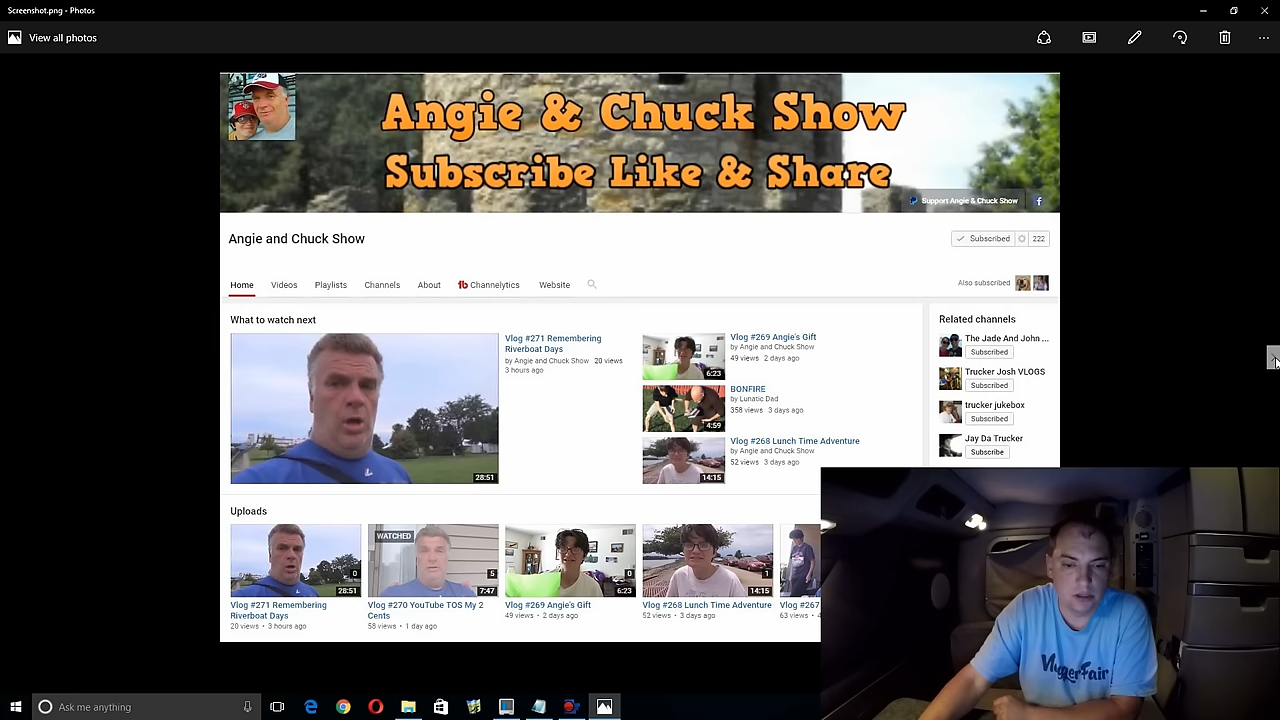 Screenshot.png - Photos
View all photos
Angie & Chuck Show
Subscribe Like & Share
Support Angie & Chuck Show
Angie and Chuck Show
Subscribed
222
Home
Videos
Playlists
Channels
About
Channelytics
Website
Also subscribed
What to watch next
28:51
Vlog #271 Remembering
Riverboat Days
by Angie and Chuck Show 20 views
3 hours ago
6:23
Vlog #269 Angie's Gift
by Angie and Chuck Show
49 views 2 days ago
4:59
BONFIRE
by Lunatic Dad
358 views 3 days ago
14:15
Vlog #268 Lunch Time Adventure
by Angie and Chuck Show
52 views 3 days ago
Related channels
The Jade And John ...
Subscribed
Trucker Josh VLOGS
Subscribed
trucker jukebox
Subscribed
Jay Da Trucker
Subscribe
Uploads
0
28:51
Vlog #271 Remembering
Riverboat Days
20 views • 3 hours ago
WATCHED
5
7:47
Vlog #270 YouTube TOS My 2
Cents
58 views • 1 day ago
0
6:23
Vlog #269 Angie's Gift
49 views • 2 days ago
1
14:15
Vlog #268 Lunch Time Adventure
52 views • 3 days ago
Vlog #267
63 views • 4
VloggerFair
Ask me anything